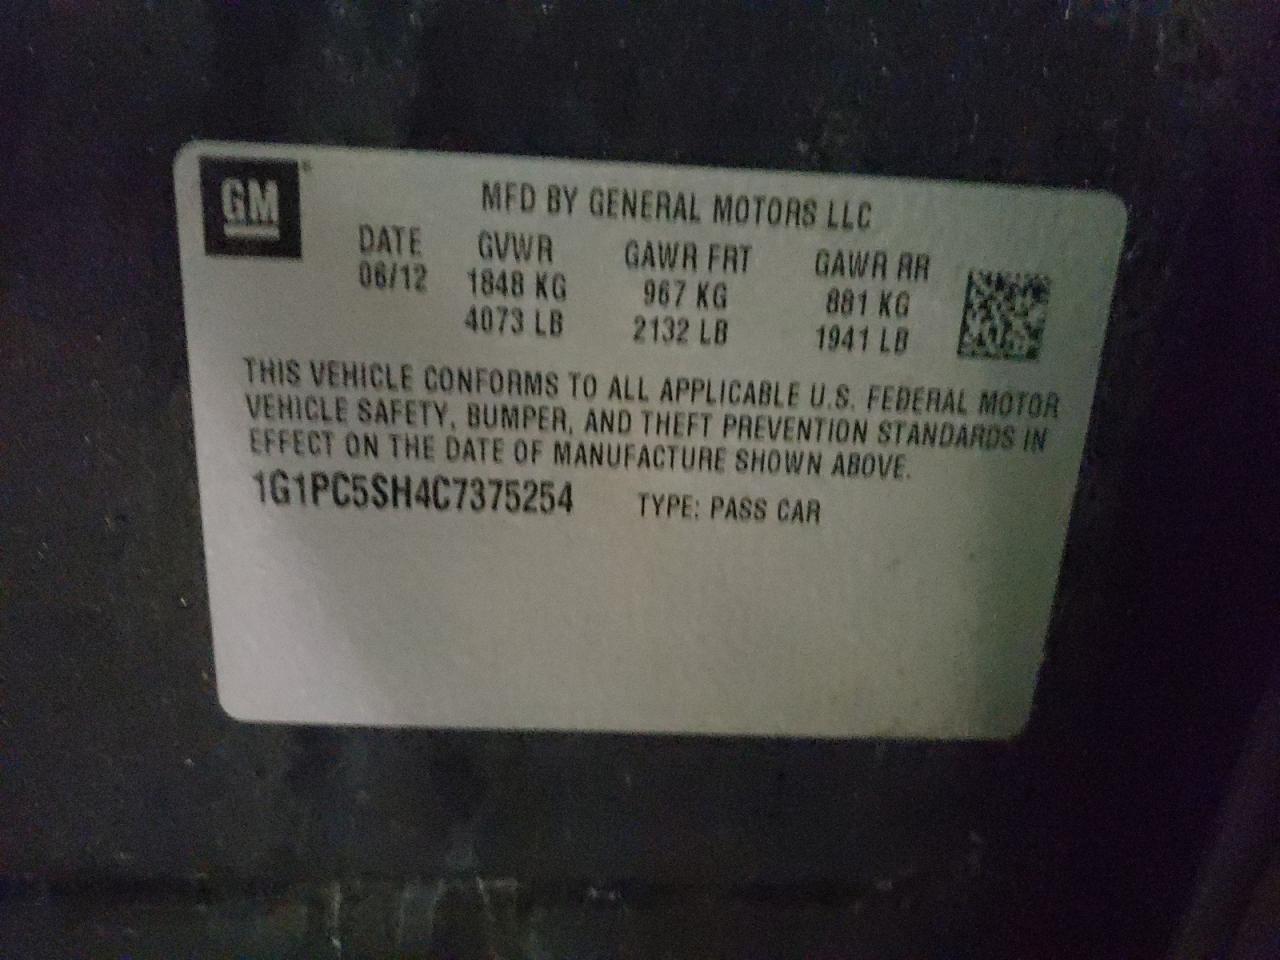 GM
MFD BY GENERAL MOTORS LLC
DATE GVWR GAWR FRT GAWR RR
06/12 1848 KG 967 KG 881 KG
4073 LB 2132 LB 1941 LB
THIS VEHICLE CONFORMS TO ALL APPLICABLE U.S. FEDERAL MOTOR
VEHICLE SAFETY, BUMPER, AND THEFT PREVENTION STANDARDS IN
EFFECT ON THE DATE OF MANUFACTURE SHOWN ABOVE.
1G1PC5SH4C7375254 TYPE: PASS CAR